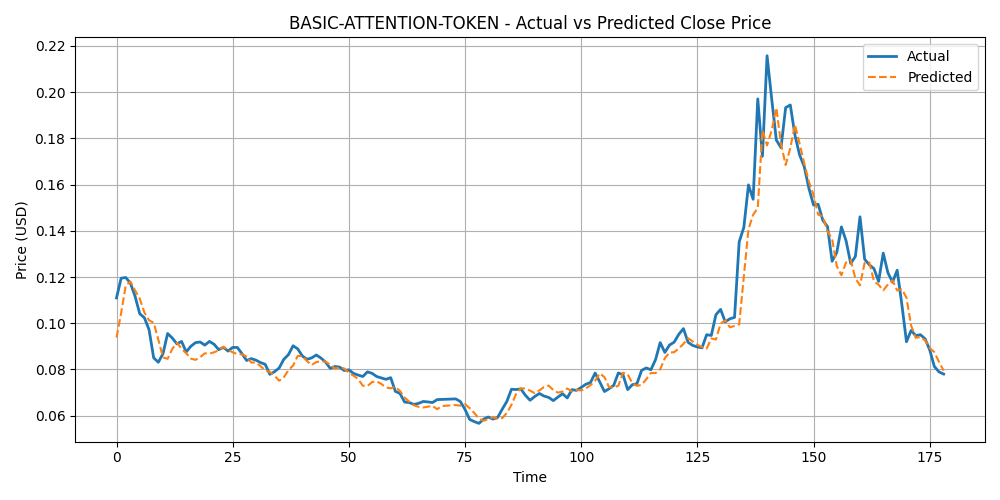 BASIC-ATTENTION-TOKEN - Actual vs Predicted Close Price
Actual
Predicted
Price (USD)
0.22
0.20
0.18
0.16
0.14
0.12
0.10
0.08
0.06
0 25 50 75 100 125 150 175
Time